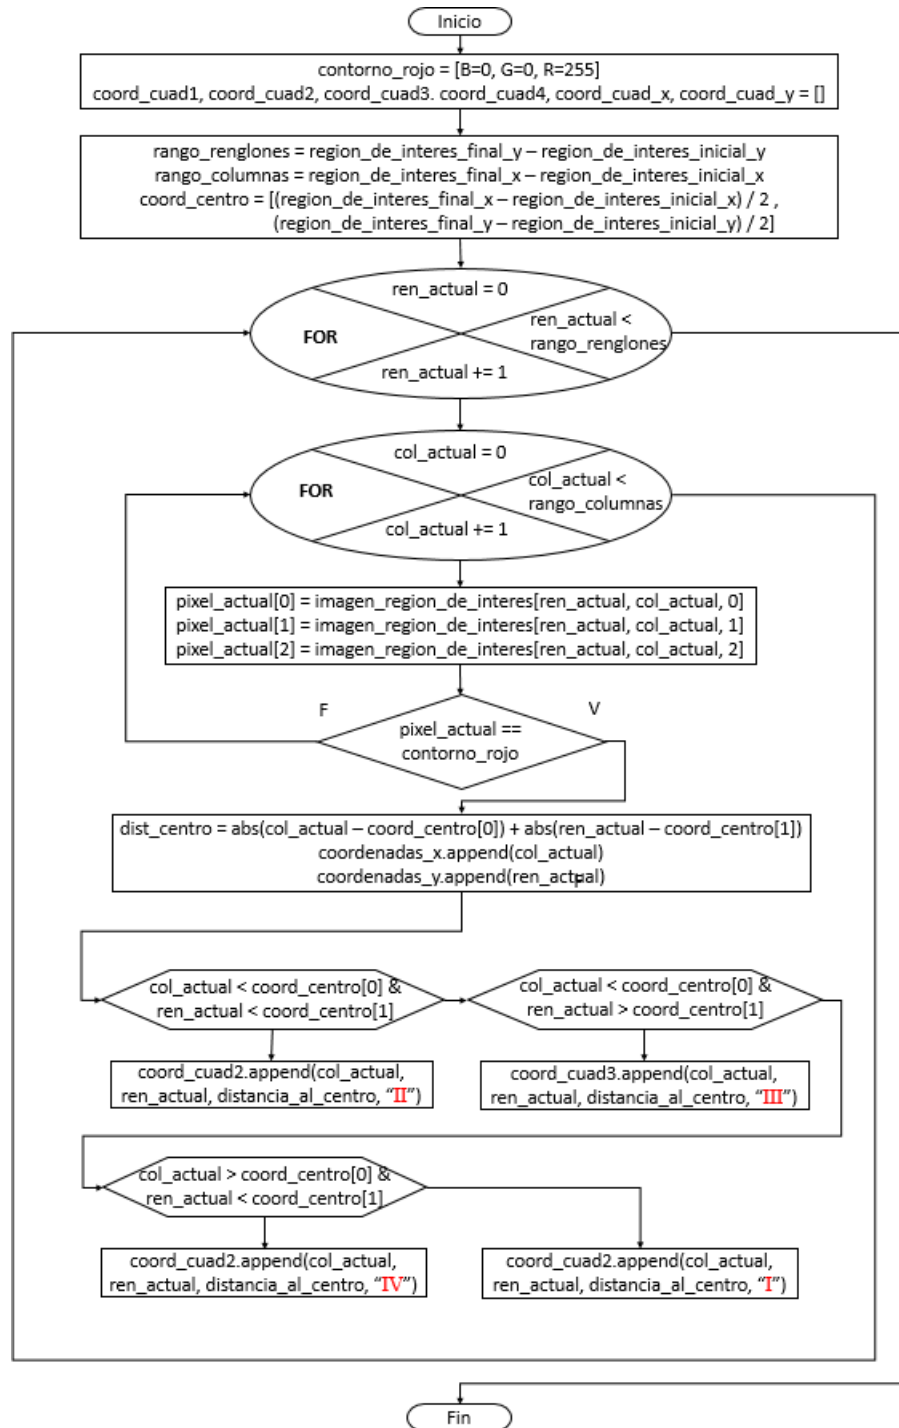 Inicio
contorno_rojo = [B=0, G=0, R=255]
coord_cuad1, coord_cuad2, coord_cuad3. coord_cuad4, coord_cuad_x, coord_cuad_y = []
rango_renglones = region_de_interes_final_y – region_de_interes_inicial_y
rango_columnas = region_de_interes_final_x – region_de_interes_inicial_x
coord_centro = [(region_de_interes_final_x – region_de_interes_inicial_x) / 2 ,
(region_de_interes_final_y – region_de_interes_inicial_y) / 2]
ren_actual = 0
FOR
ren_actual <
rango_renglones
ren_actual += 1
col_actual = 0
FOR
col_actual <
rango_columnas
col_actual += 1
pixel_actual[0] = imagen_region_de_interes[ren_actual, col_actual, 0]
pixel_actual[1] = imagen_region_de_interes[ren_actual, col_actual, 1]
pixel_actual[2] = imagen_region_de_interes[ren_actual, col_actual, 2]
F
V
pixel_actual ==
contorno_rojo
dist_centro = abs(col_actual – coord_centro[0]) + abs(ren_actual – coord_centro[1])
coordenadas_x.append(col_actual)
coordenadas_y.append(ren_actual)
col_actual < coord_centro[0] &
ren_actual < coord_centro[1]
col_actual < coord_centro[0] &
ren_actual > coord_centro[1]
coord_cuad2.append(col_actual,
ren_actual, distancia_al_centro, “II”)
coord_cuad3.append(col_actual,
ren_actual, distancia_al_centro, “III”)
col_actual > coord_centro[0] &
ren_actual < coord_centro[1]
coord_cuad2.append(col_actual,
ren_actual, distancia_al_centro, “IV”)
coord_cuad2.append(col_actual,
ren_actual, distancia_al_centro, “I”)
Fin